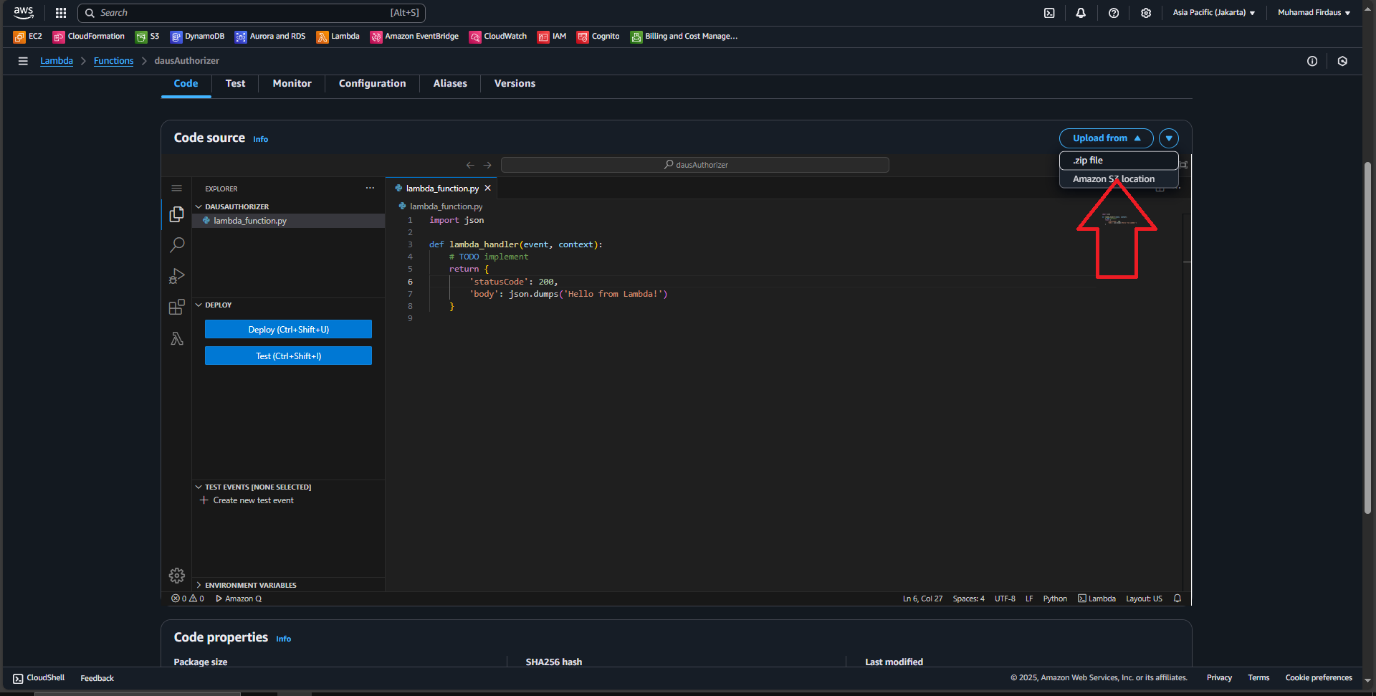 aws
Search [Alt+S]
Asia Pacific (Jakarta) Muhamad Firdaus
EC2 CloudFormation S3 DynamoDB Aurora and RDS Lambda Amazon EventBridge CloudWatch IAM Cognito Billing and Cost Manage...
Lambda Functions dausAuthorizer
Code Test Monitor Configuration Aliases Versions
Code source Info
Upload from
.zip file
Amazon S3 location
dausAuthorizer
EXPLORER
DAUSAUTHORIZER
lambda_function.py
DEPLOY
Deploy (Ctrl+Shift+U)
Test (Ctrl+Shift+I)
TEST EVENTS [NONE SELECTED]
Create new test event
ENVIRONMENT VARIABLES
lambda_function.py
lambda_function.py
1 import json
2
3 def lambda_handler(event, context):
4 # TODO implement
5 return {
6 'statusCode': 200,
7 'body': json.dumps('Hello from Lambda!')
8 }
9
0 0 Amazon Q Ln 6, Col 27 Spaces: 4 UTF-8 LF Python Lambda Layout: US
Code properties Info
Package size SHA256 hash Last modified
CloudShell Feedback © 2025, Amazon Web Services, Inc. or its affiliates. Privacy Terms Cookie preferences